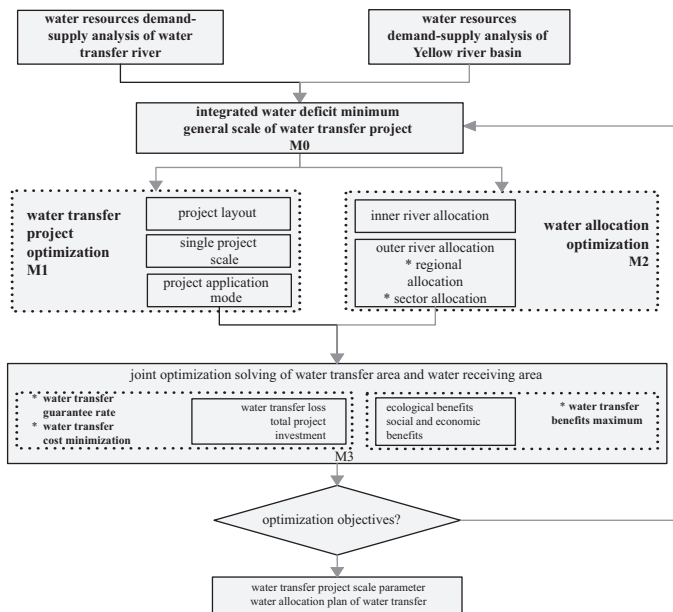 water resources demand-
supply analysis of water
transfer river
water resources
demand-supply analysis of
Yellow river basin
integrated water deficit minimum
general scale of water transfer project
M0
water transfer
project
optimization
M1
project layout
single project
scale
project application
mode
inner river allocation
outer river allocation
* regional
allocation
* sector allocation
water allocation
optimization
M2
joint optimization solving of water transfer area and water receiving area
* water transfer
guarantee rate
* water transfer
cost minimization
water transfer loss
total project
investment
ecological benefits
social and economic
benefits
* water transfer
benefits maximum
M3
optimization objectives?
water transfer project scale parameter
water allocation plan of water transfer